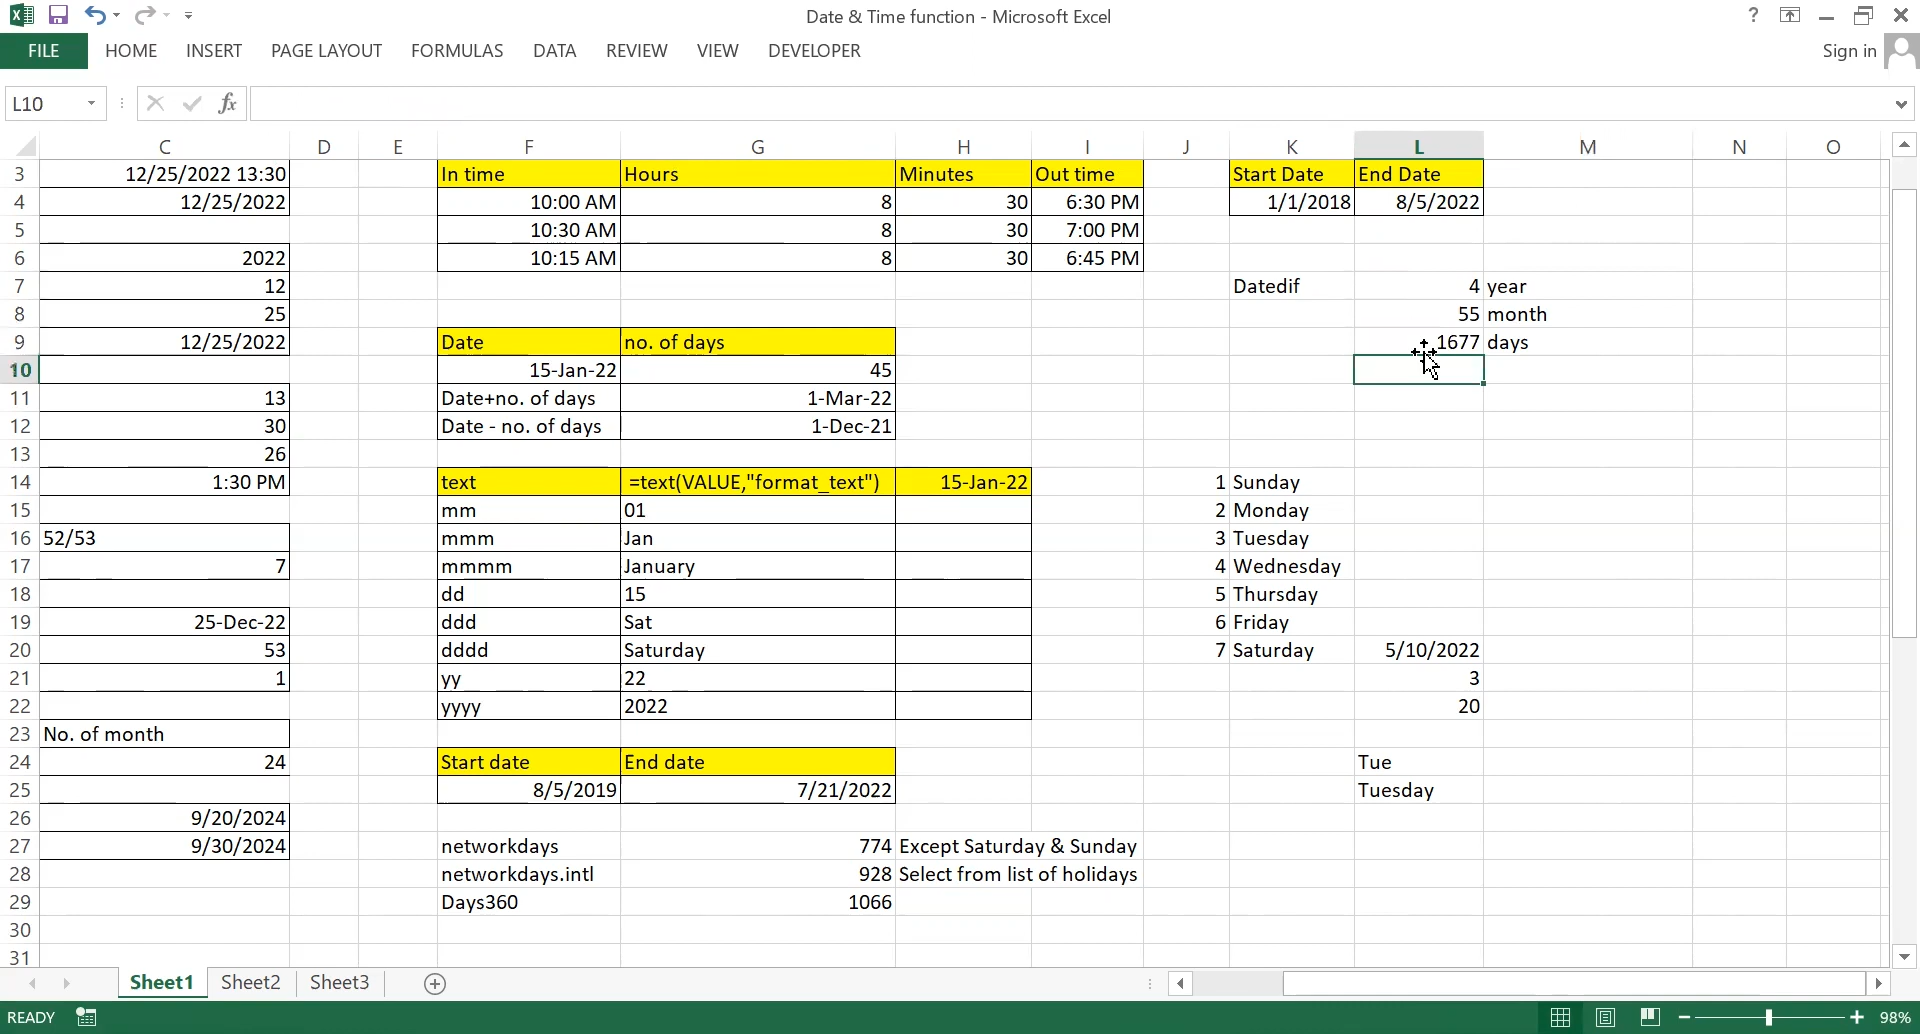 Date & Time function - Microsoft Excel
FILE HOME INSERT PAGE LAYOUT FORMULAS DATA REVIEW VIEW DEVELOPER Sign in
L10 fx
C D E F G H I J K L M N O
3 12/25/2022 13:30 In time Hours Minutes Out time Start Date End Date
4 12/25/2022 10:00 AM 8 30 6:30 PM 1/1/2018 8/5/2022
5 10:30 AM 8 30 7:00 PM
6 2022 10:15 AM 8 30 6:45 PM
7 12 Datedif 4 year
8 25 55 month
9 12/25/2022 Date no. of days 1677 days
10 15-Jan-22 45
11 13 Date+no. of days 1-Mar-22
12 30 Date - no. of days 1-Dec-21
13 26
14 1:30 PM text =text(VALUE,"format_text") 15-Jan-22 1 Sunday
15 mm 01 2 Monday
16 52/53 mmm Jan 3 Tuesday
17 7 mmmm January 4 Wednesday
18 dd 15 5 Thursday
19 25-Dec-22 ddd Sat 6 Friday
20 53 dddd Saturday 7 Saturday 5/10/2022
21 1 yy 22 3
22 yyyy 2022 20
23 No. of month
24 24 Start date End date Tue
25 8/5/2019 7/21/2022 Tuesday
26 9/20/2024
27 9/30/2024 networkdays 774 Except Saturday & Sunday
28 networkdays.intl 928 Select from list of holidays
29 Days360 1066
30
31
Sheet1 Sheet2 Sheet3
READY 98%